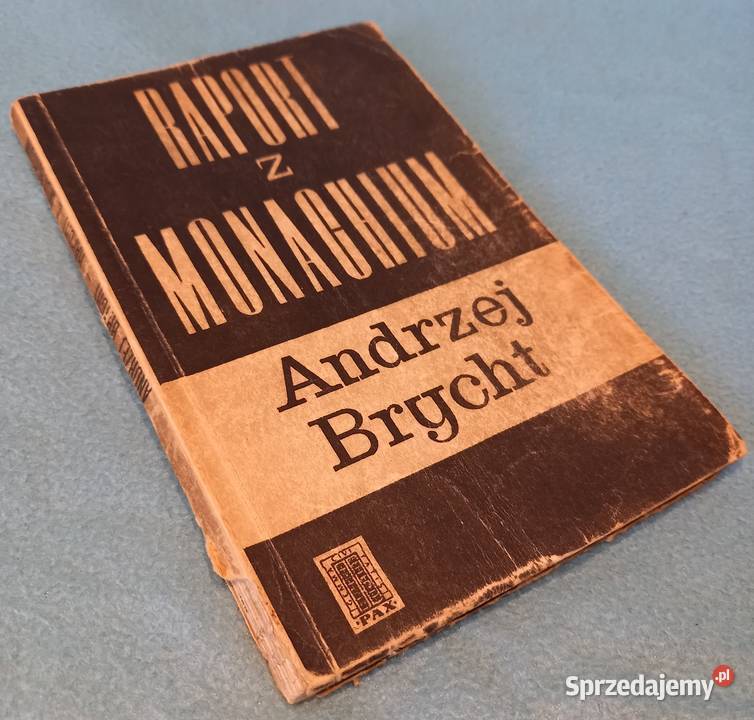 RAPORT
Z
MONACHIUM
Andrzej
Brycht
PAX
Sprzedajemy.pl